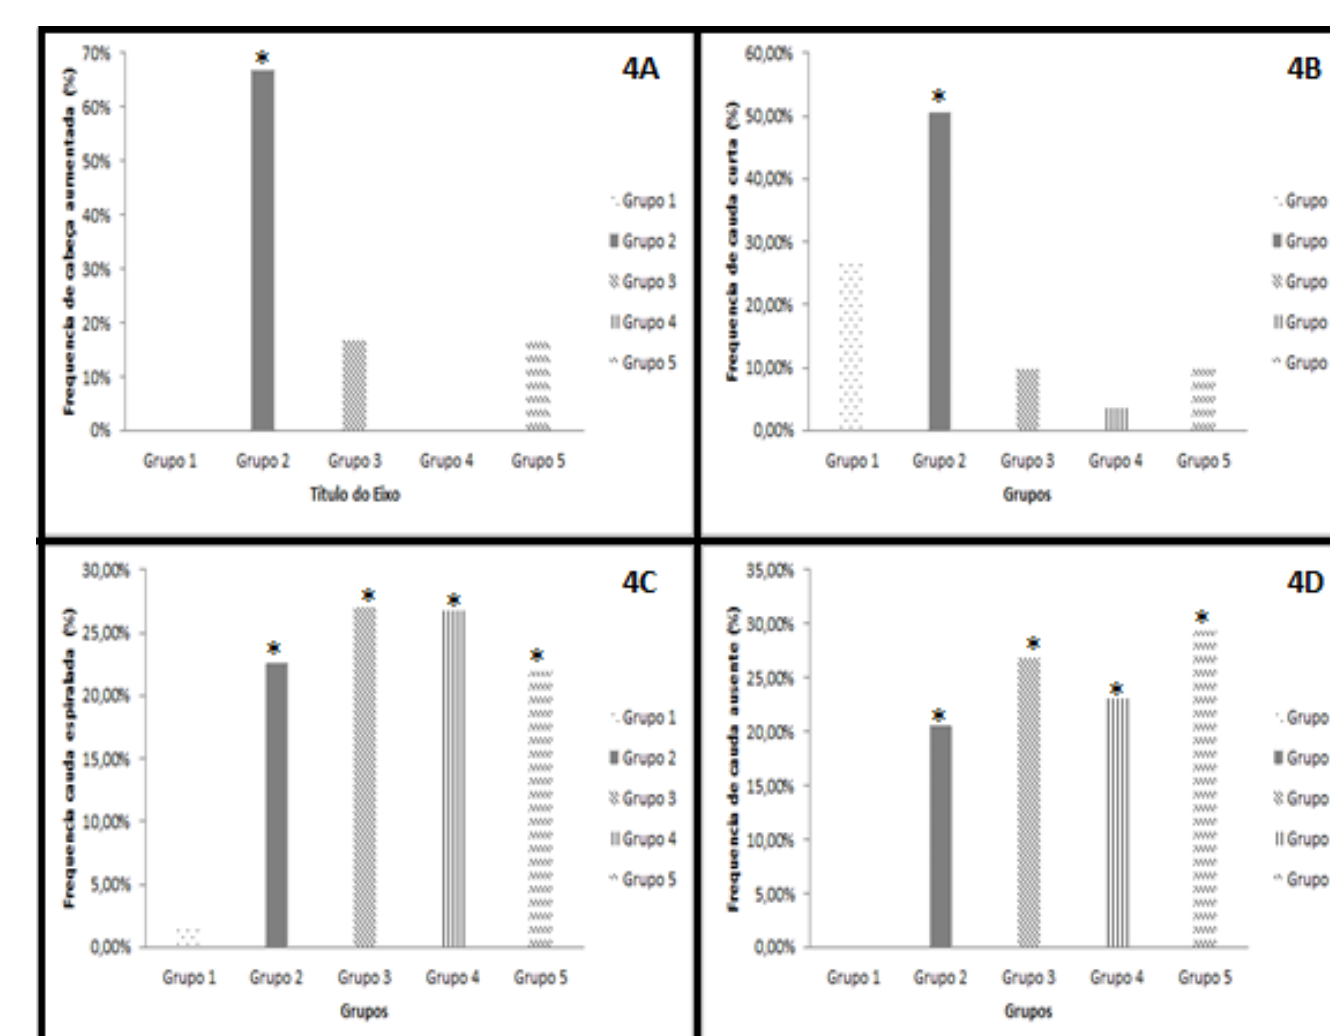 4A
Frequencia de cabeça aumentada (%)
70%
60%
50%
40%
30%
20%
10%
0%
*
Grupo 1 Grupo 2 Grupo 3 Grupo 4 Grupo 5
Título do Eixo
Grupo 1
Grupo 2
Grupo 3
Grupo 4
Grupo 5
4B
Frequencia de cauda curta (%)
60,00%
50,00%
40,00%
30,00%
20,00%
10,00%
0,00%
*
Grupo 1 Grupo 2 Grupo 3 Grupo 4 Grupo 5
Grupos
Grupo
Grupo
Grupo
Grupo
Grupo
4C
Frequencia cauda espiralada (%)
30,00%
25,00%
20,00%
15,00%
10,00%
5,00%
0,00%
* * * *
Grupo 1 Grupo 2 Grupo 3 Grupo 4 Grupo 5
Grupos
Grupo 1
Grupo 2
Grupo 3
Grupo 4
Grupo 5
4D
Frequencia de cauda ausente (%)
35,00%
30,00%
25,00%
20,00%
15,00%
10,00%
5,00%
0,00%
* * * *
Grupo 1 Grupo 2 Grupo 3 Grupo 4 Grupo 5
Grupos
Grupo
Grupo
Grupo
Grupo
Grupo